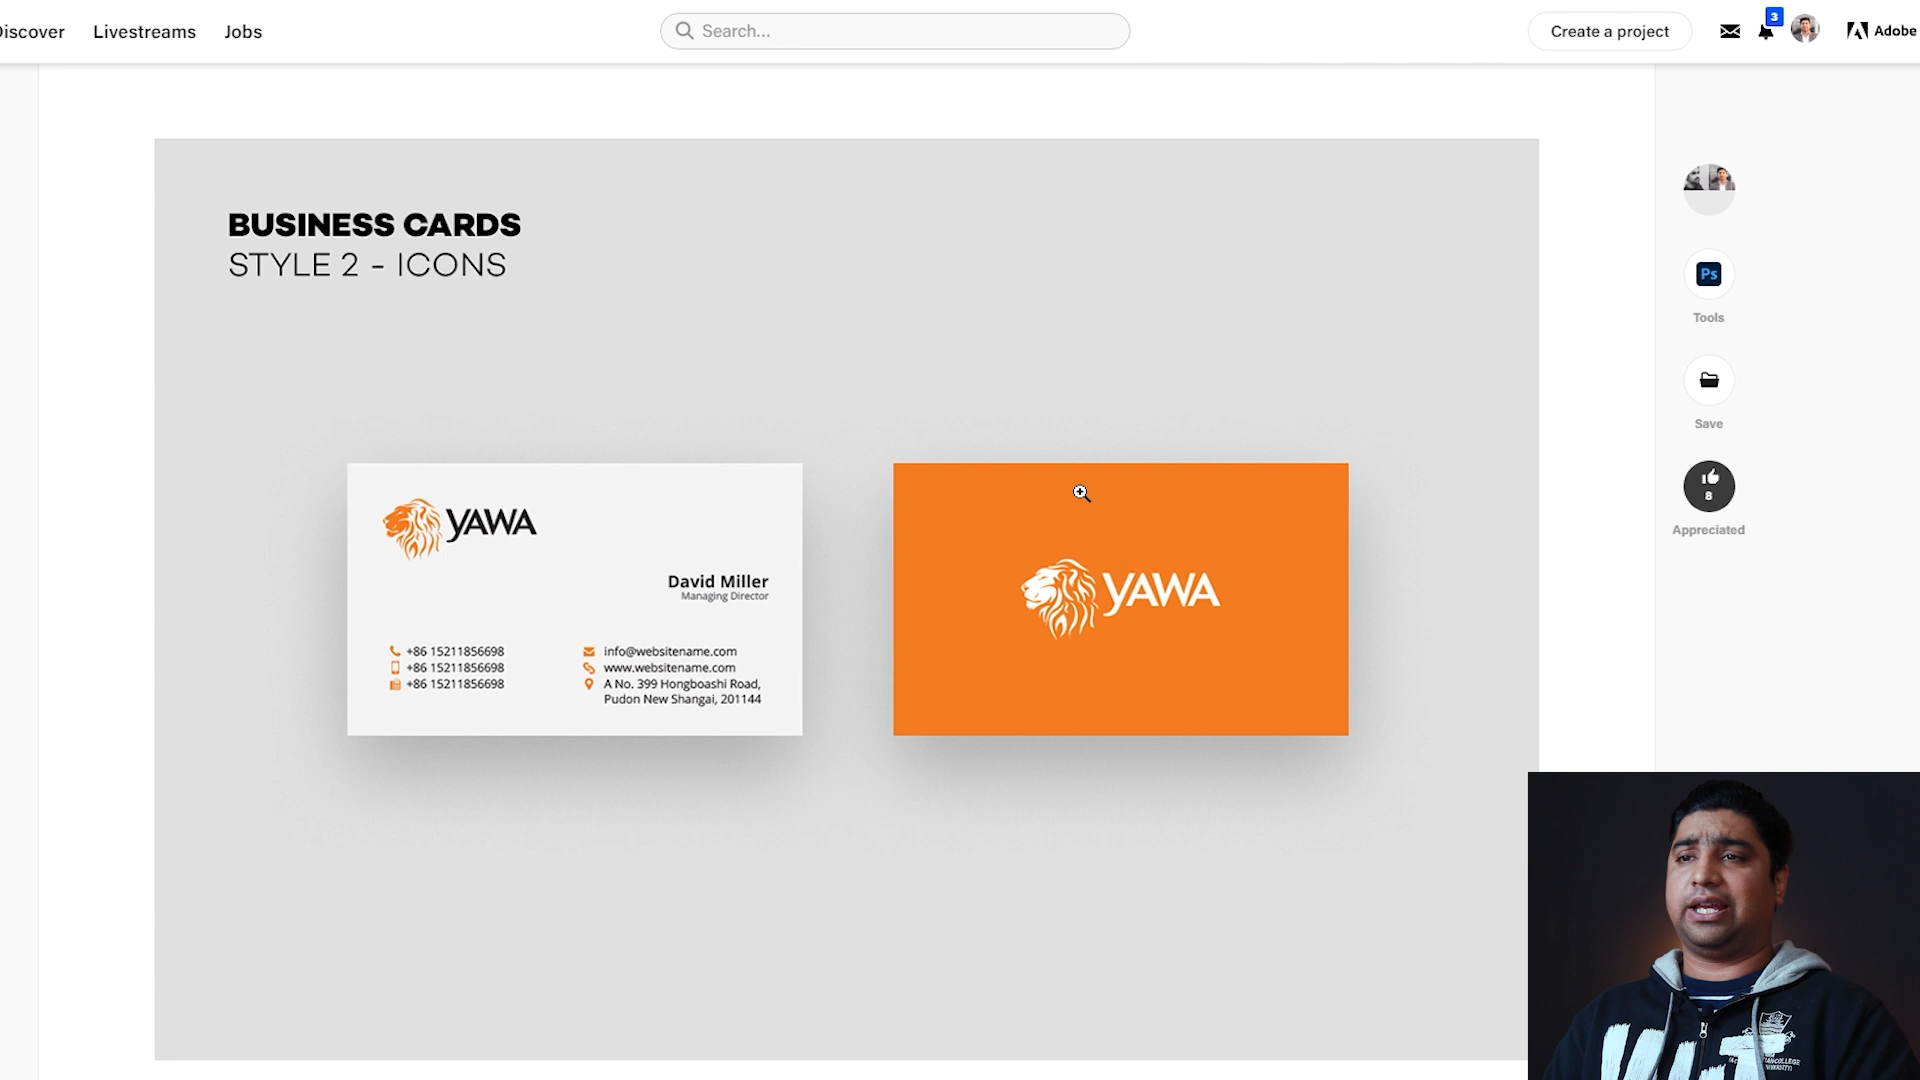 Discover Livestreams Jobs Search... Create a project 3 Adobe
BUSINESS CARDS
STYLE 2 - ICONS
YAWA
David Miller
Managing Director
+86 15211856698
+86 15211856698
+86 15211856698
info@websitename.com
www.websitename.com
A No. 399 Hongboashi Road,
Pudon New Shangai, 201144
YAWA
Ps
Tools
Save
8
Appreciated